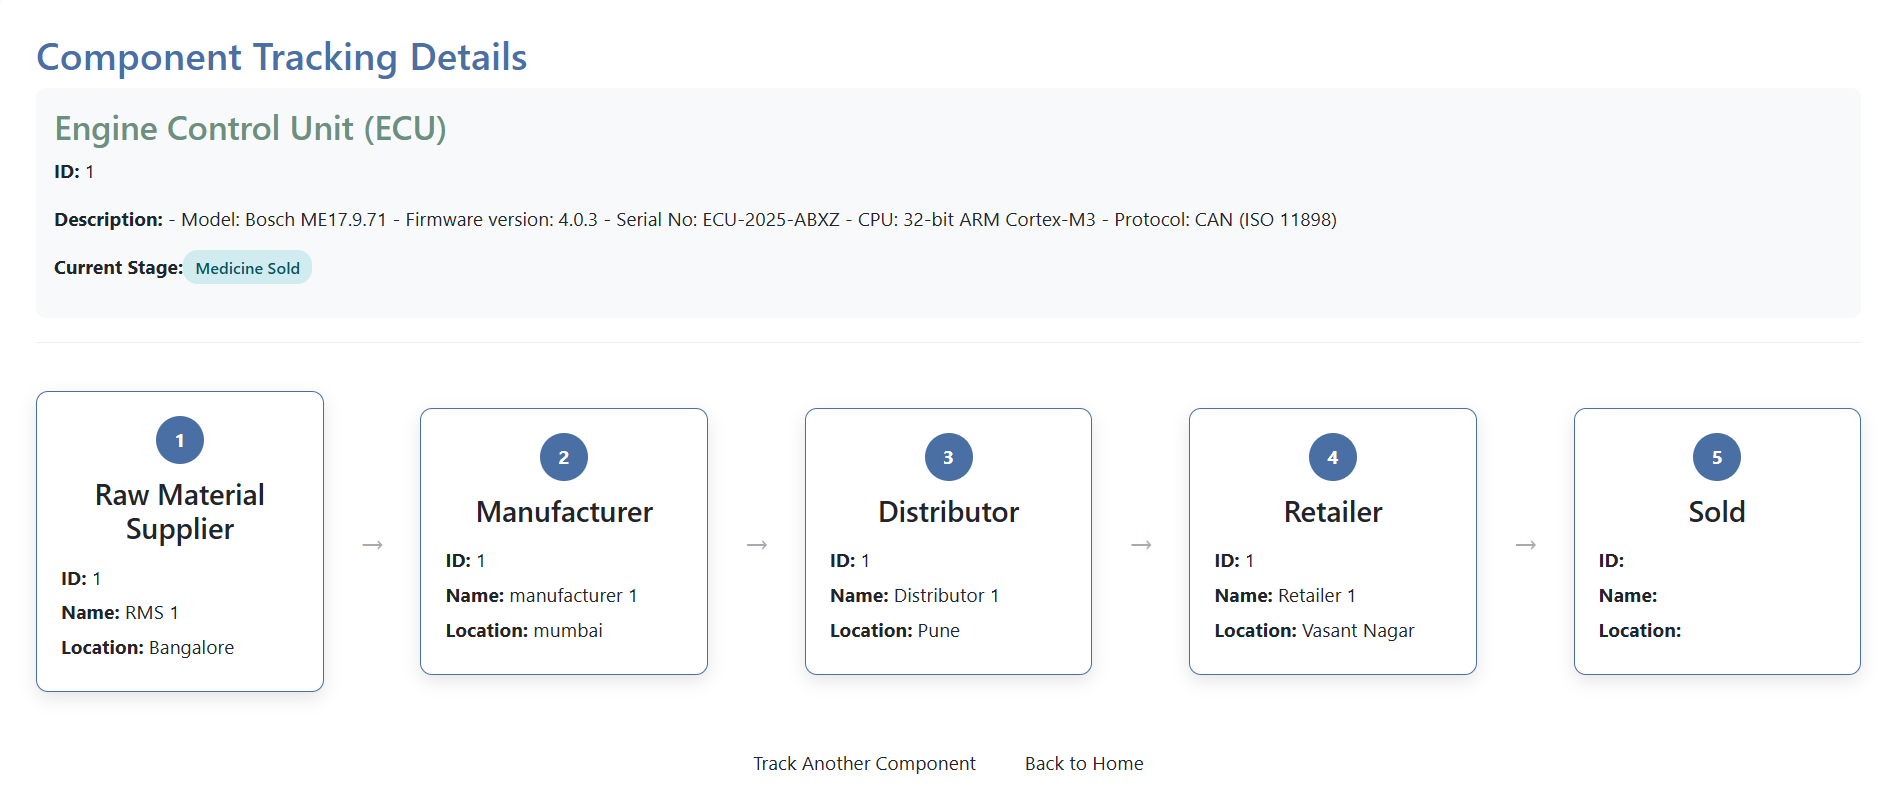 Component Tracking Details
Engine Control Unit (ECU)
ID: 1
Description: - Model: Bosch ME17.9.71 - Firmware version: 4.0.3 - Serial No: ECU-2025-ABXZ - CPU: 32-bit ARM Cortex-M3 - Protocol: CAN (ISO 11898)
Current Stage: Medicine Sold
1
Raw Material
Supplier
ID: 1
Name: RMS 1
Location: Bangalore
→
2
Manufacturer
ID: 1
Name: manufacturer 1
Location: mumbai
→
3
Distributor
ID: 1
Name: Distributor 1
Location: Pune
→
4
Retailer
ID: 1
Name: Retailer 1
Location: Vasant Nagar
→
5
Sold
ID:
Name:
Location:
Track Another Component
Back to Home